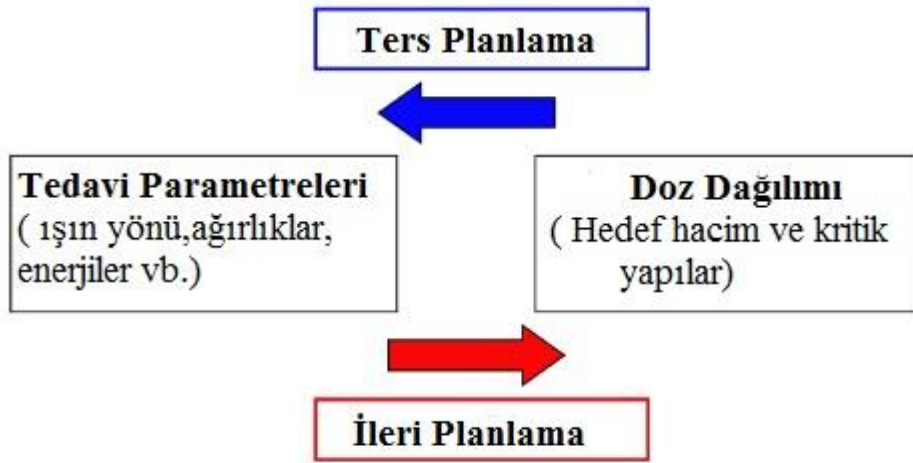 Ters Planlama
Tedavi Parametreleri
( ışın yönü,ağırlıklar,
enerjiler vb.)
Doz Dağılımı
( Hedef hacim ve kritik
yapılar)
İleri Planlama